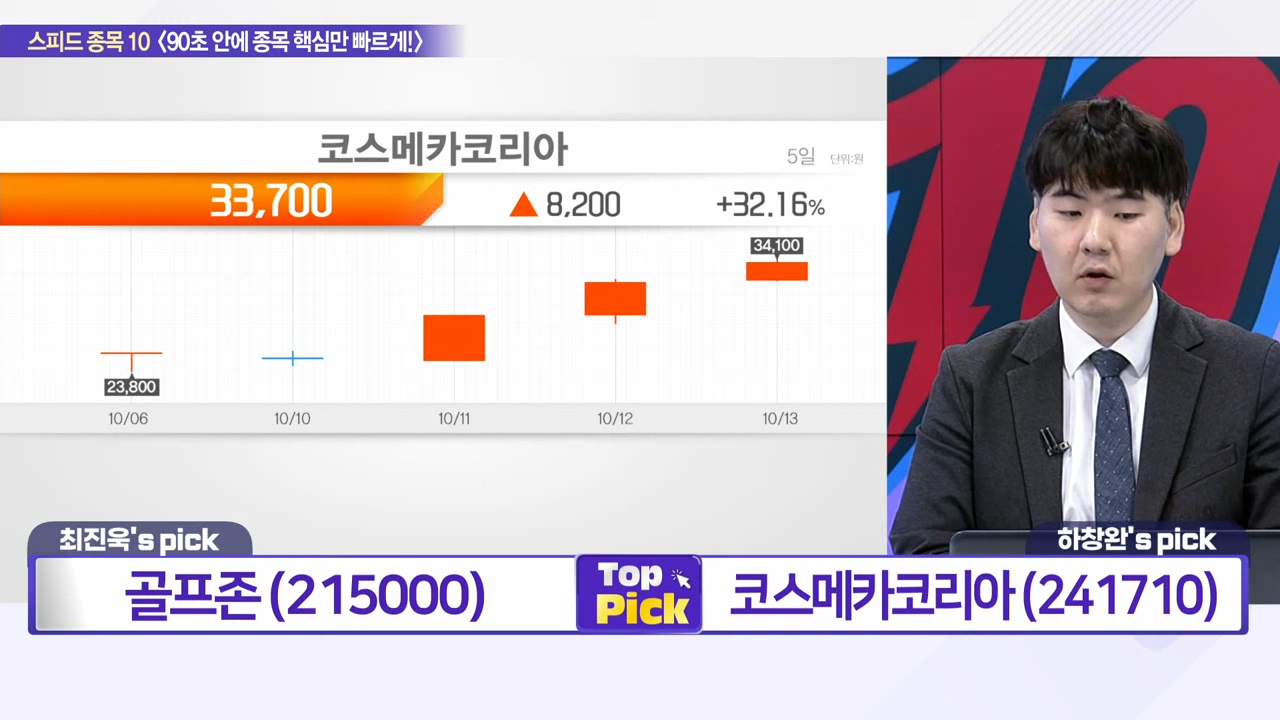 스피드 종목 10 〈90초 안에 종목 핵심만 빠르게!〉
코스메카코리아
5일 단위:원
33,700 ▲ 8,200 +32.16%
34,100
23,800
10/06 10/10 10/11 10/12 10/13
최진욱's pick
하창완's pick
골프존 (215000)
Top Pick
코스메카코리아 (241710)